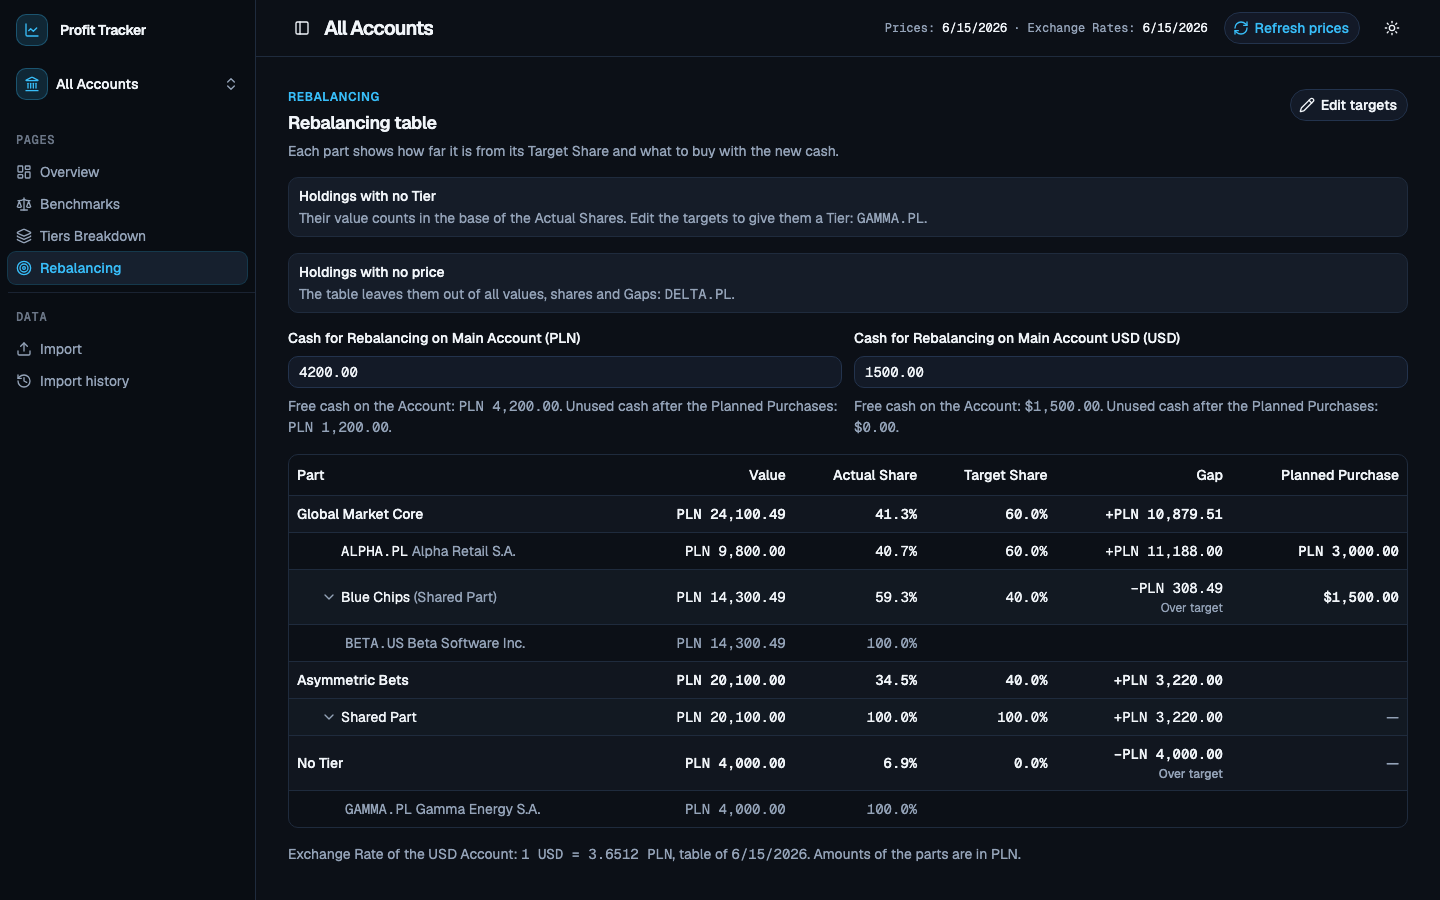 Profit Tracker
All Accounts
PAGES
Overview
Benchmarks
Tiers Breakdown
Rebalancing
DATA
Import
Import history
All Accounts
Prices: 6/15/2026 · Exchange Rates: 6/15/2026
Refresh prices
REBALANCING
Rebalancing table
Each part shows how far it is from its Target Share and what to buy with the new cash.
Edit targets
Holdings with no Tier
Their value counts in the base of the Actual Shares. Edit the targets to give them a Tier: GAMMA.PL.
Holdings with no price
The table leaves them out of all values, shares and Gaps: DELTA.PL.
Cash for Rebalancing on Main Account (PLN)
4200.00
Free cash on the Account: PLN 4,200.00. Unused cash after the Planned Purchases:
PLN 1,200.00.
Cash for Rebalancing on Main Account USD (USD)
1500.00
Free cash on the Account: $1,500.00. Unused cash after the Planned Purchases:
$0.00.
Part Value Actual Share Target Share Gap Planned Purchase
Global Market Core PLN 24,100.49 41.3% 60.0% +PLN 10,879.51
ALPHA.PL Alpha Retail S.A. PLN 9,800.00 40.7% 60.0% +PLN 11,188.00 PLN 3,000.00
Blue Chips (Shared Part) PLN 14,300.49 59.3% 40.0% −PLN 308.49 $1,500.00
Over target
BETA.US Beta Software Inc. PLN 14,300.49 100.0%
Asymmetric Bets PLN 20,100.00 34.5% 40.0% +PLN 3,220.00
Shared Part PLN 20,100.00 100.0% 100.0% +PLN 3,220.00 —
No Tier PLN 4,000.00 6.9% 0.0% −PLN 4,000.00 —
Over target
GAMMA.PL Gamma Energy S.A. PLN 4,000.00 100.0%
Exchange Rate of the USD Account: 1 USD = 3.6512 PLN, table of 6/15/2026. Amounts of the parts are in PLN.